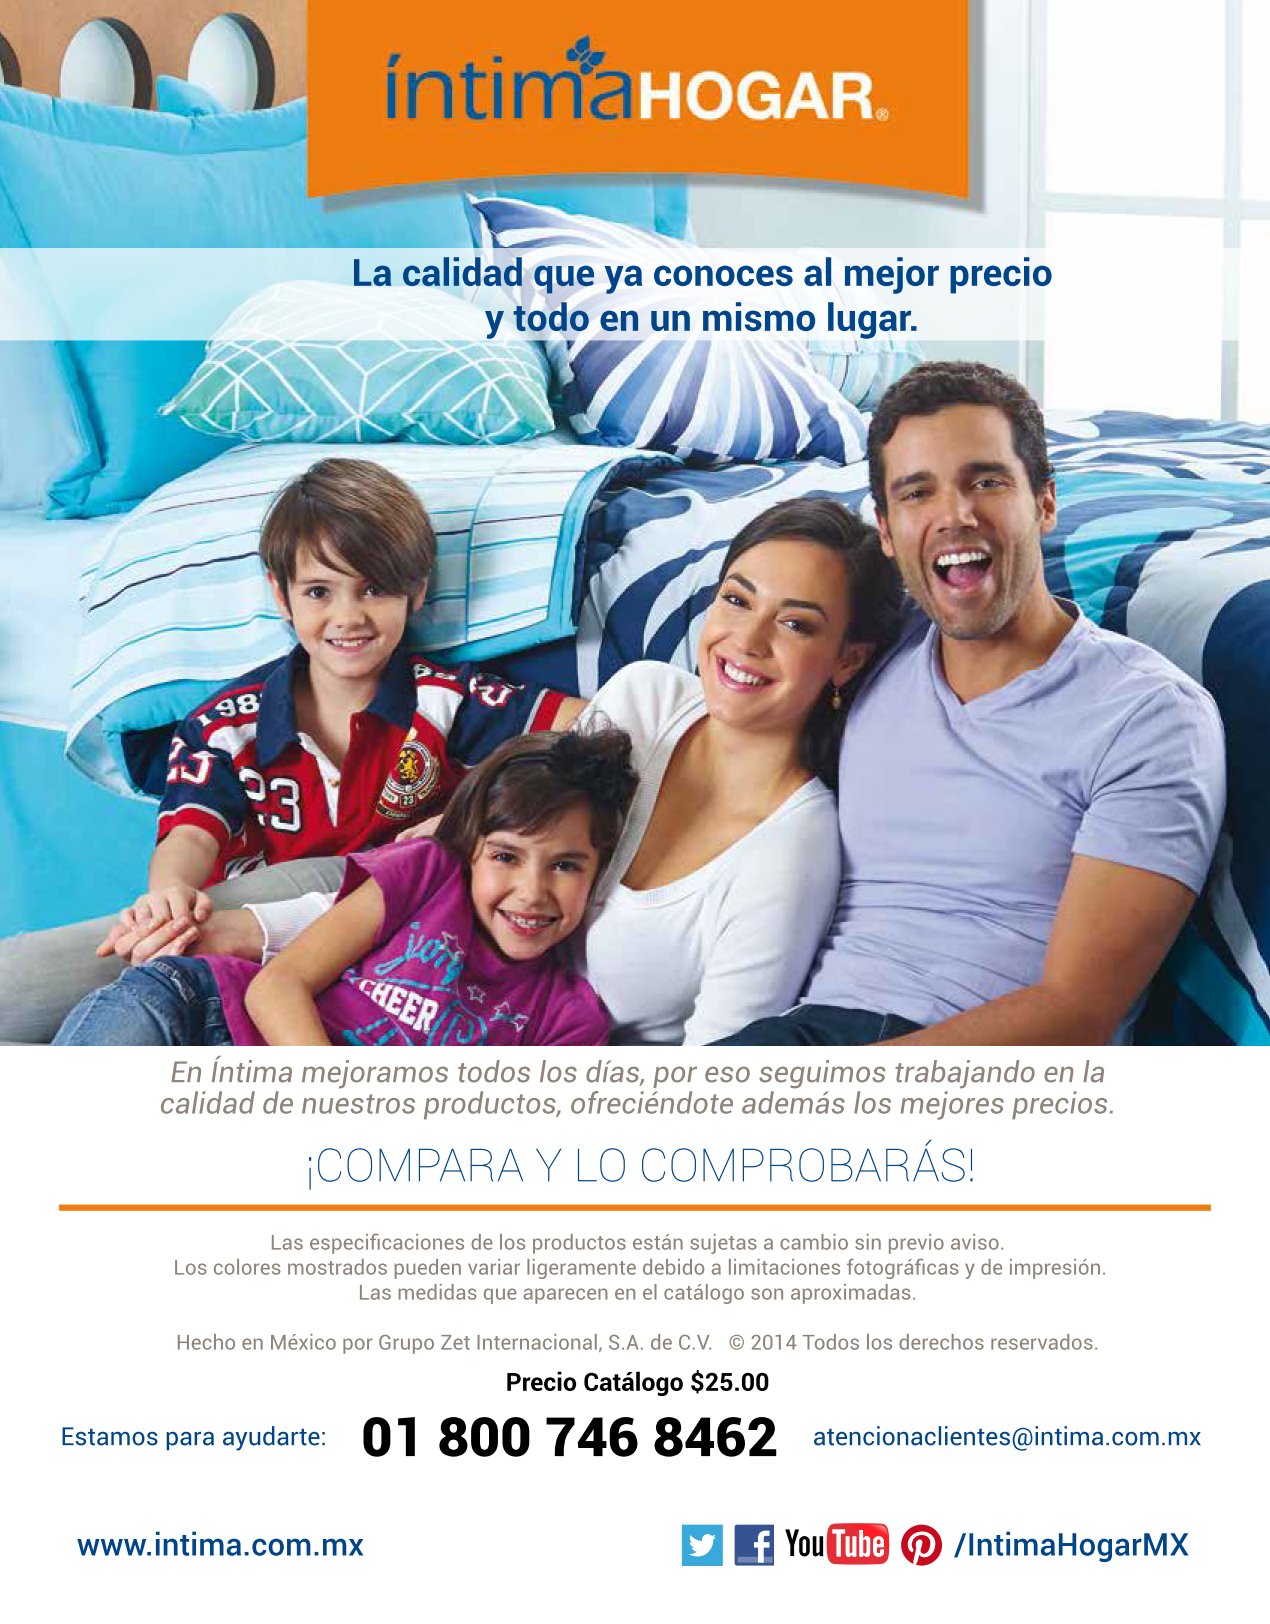 íntimaHOGAR®
La calidad que ya conoces al mejor precio
y todo en un mismo lugar.
198
23
23
23
CHEER
En Íntima mejoramos todos los días, por eso seguimos trabajando en la
calidad de nuestros productos, ofreciéndote además los mejores precios.
¡COMPARA Y LO COMPROBARÁS!
Las especificaciones de los productos están sujetas a cambio sin previo aviso.
Los colores mostrados pueden variar ligeramente debido a limitaciones fotográficas y de impresión.
Las medidas que aparecen en el catálogo son aproximadas.
Hecho en México por Grupo Zet Internacional, S.A. de C.V. © 2014 Todos los derechos reservados.
Precio Catálogo $25.00
Estamos para ayudarte: 01 800 746 8462 atencionaclientes@intima.com.mx
www.intima.com.mx YouTube /IntimaHogarMX